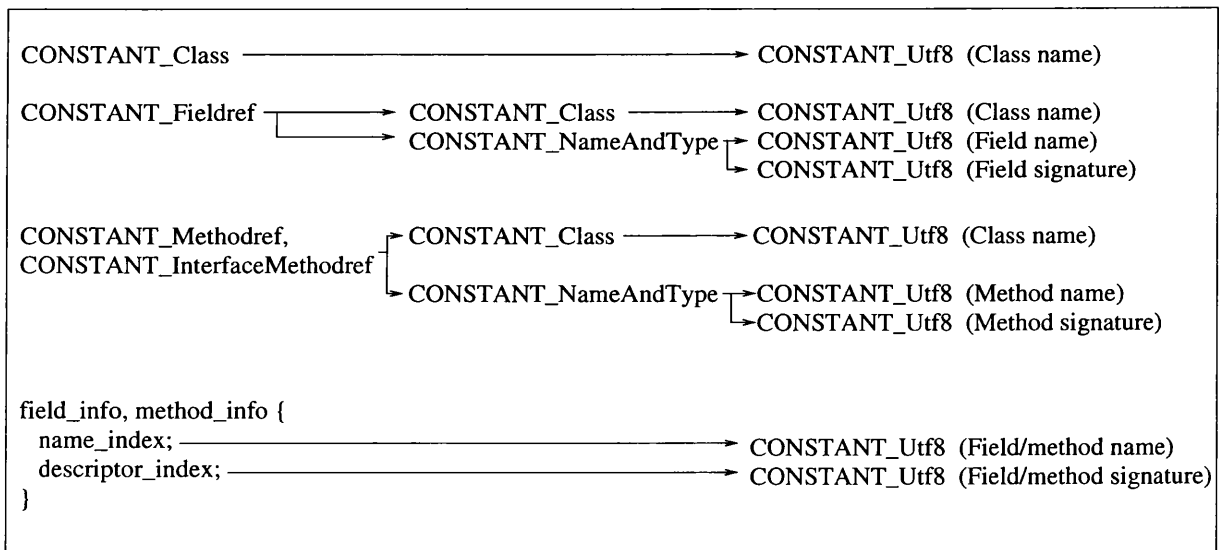 CONSTANT_Class CONSTANT_Utf8 (Class name)
CONSTANT_Fieldref CONSTANT_Class CONSTANT_Utf8 (Class name)
CONSTANT_NameAndType CONSTANT_Utf8 (Field name)
CONSTANT_Utf8 (Field signature)
CONSTANT_Methodref, CONSTANT_Class CONSTANT_Utf8 (Class name)
CONSTANT_InterfaceMethodref
CONSTANT_NameAndType CONSTANT_Utf8 (Method name)
CONSTANT_Utf8 (Method signature)
field_info, method_info {
name_index; CONSTANT_Utf8 (Field/method name)
descriptor_index; CONSTANT_Utf8 (Field/method signature)
}